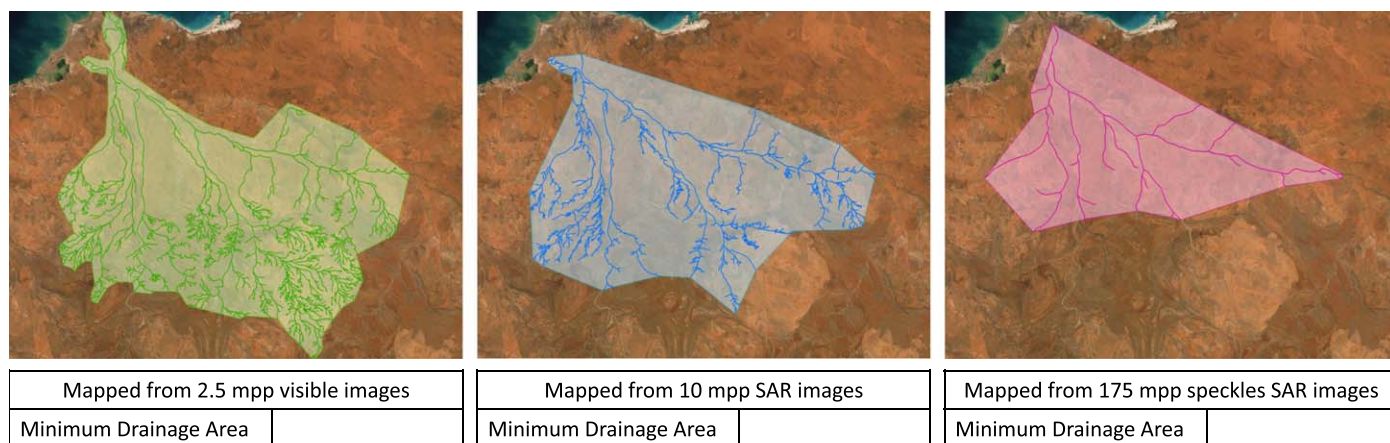 Mapped from 2.5 mpp visible images
Mapped from 10 mpp SAR images
Mapped from 175 mpp speckles SAR images
Minimum Drainage Area
Minimum Drainage Area
Minimum Drainage Area